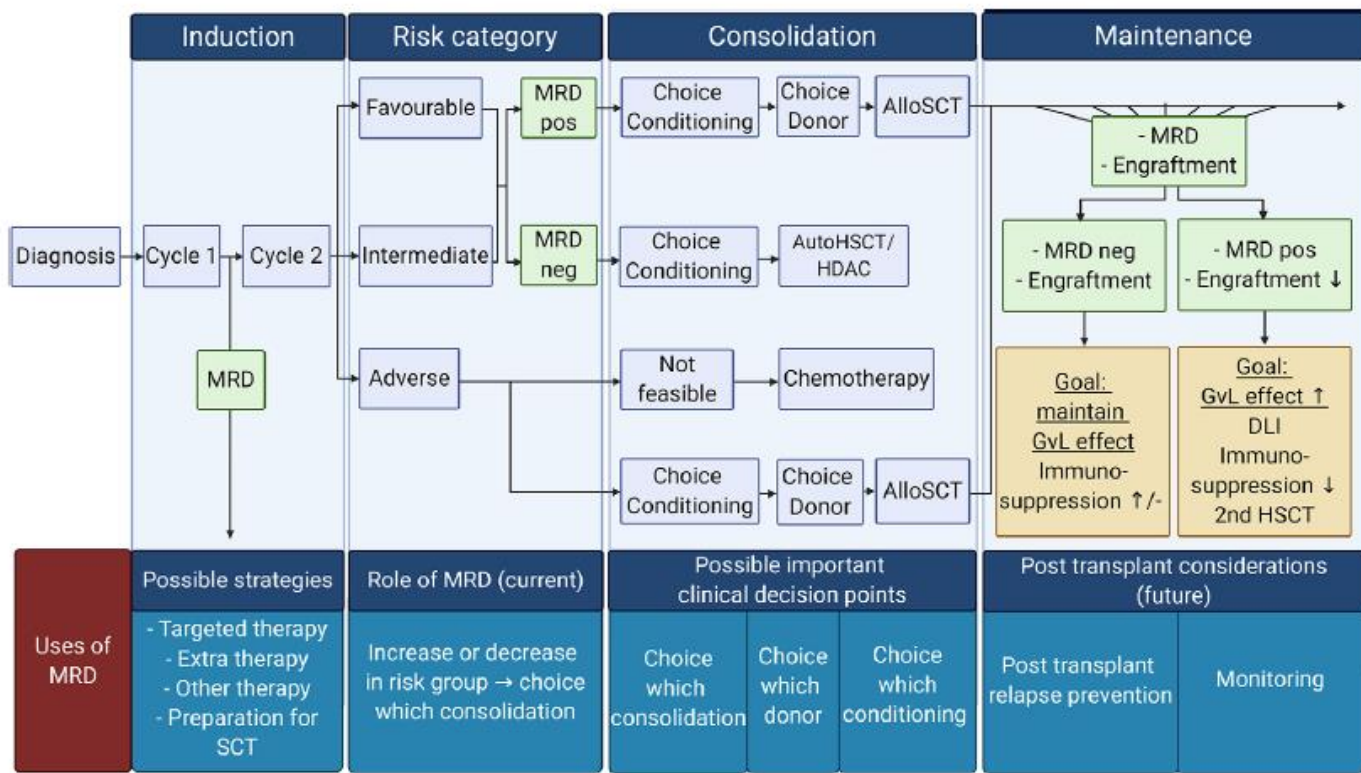 Induction
Risk category
Consolidation
Maintenance
Diagnosis
Cycle 1
Cycle 2
MRD
Favourable
Intermediate
Adverse
MRD
pos
MRD
neg
Choice
Conditioning
Choice
Donor
AlloSCT
Choice
Conditioning
AutoHSCT/
HDAC
Not
feasible
Chemotherapy
Choice
Conditioning
Choice
Donor
AlloSCT
- MRD
- Engraftment
- MRD neg
- Engraftment
- MRD pos
- Engraftment ↓
Goal:
maintain
GvL effect
Immuno-
suppression ↑/-
Goal:
GvL effect ↑
DLI
Immuno-
suppression ↓
2nd HSCT
Uses of
MRD
Possible strategies
- Targeted therapy
- Extra therapy
- Other therapy
- Preparation for
SCT
Role of MRD (current)
Increase or decrease
in risk group → choice
which consolidation
Possible important
clinical decision points
Choice
which
consolidation
Choice
which
donor
Choice
which
conditioning
Post transplant considerations
(future)
Post transplant
relapse prevention
Monitoring